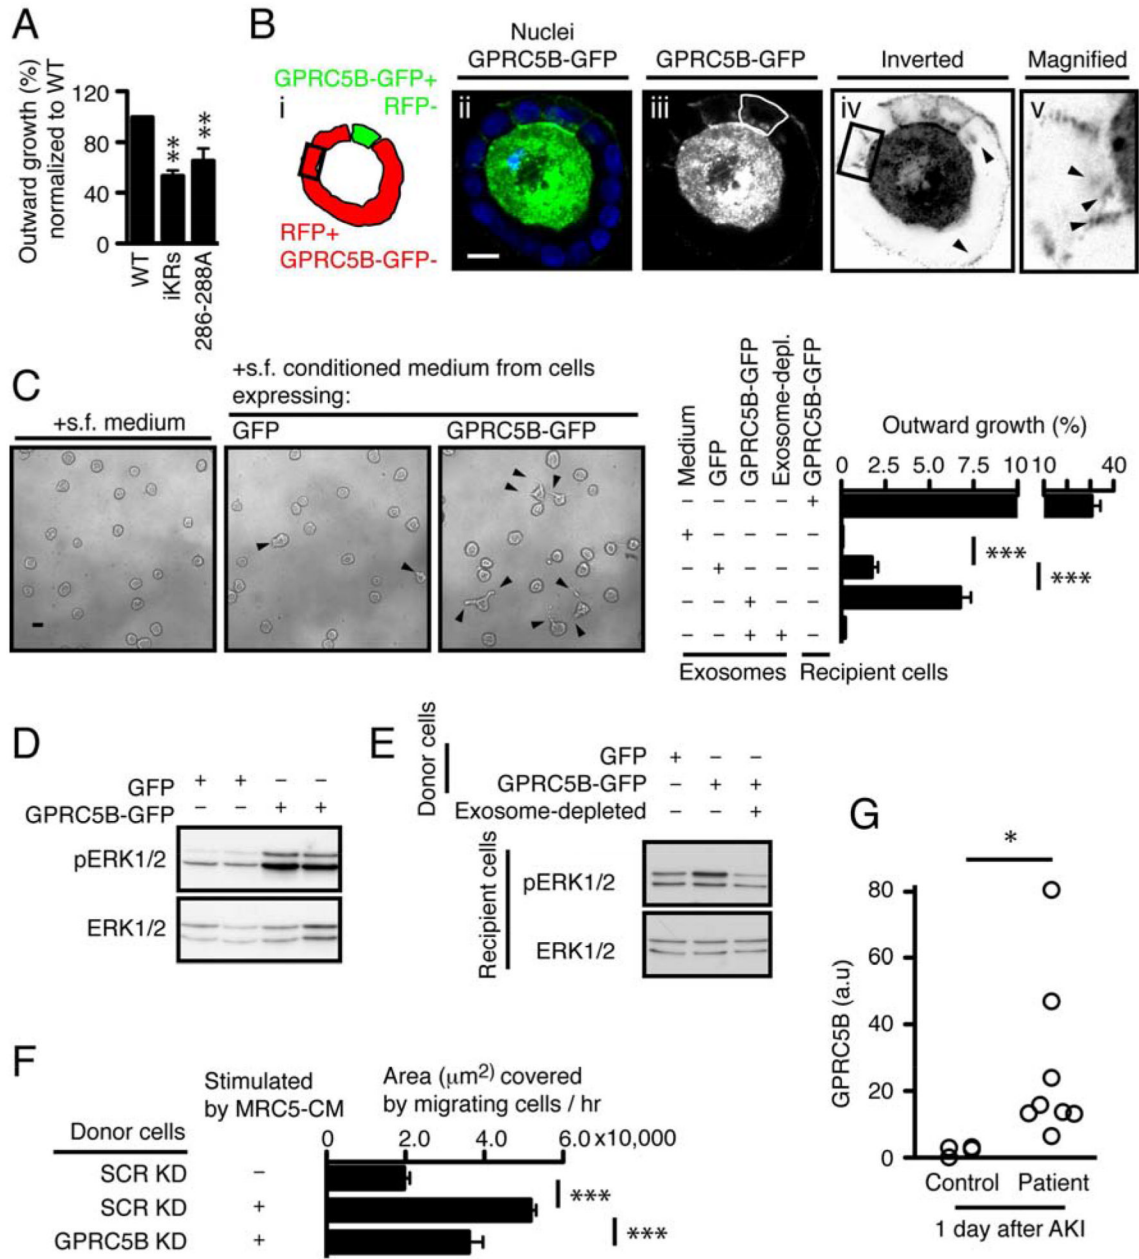 A
Outward growth (%)
normalized to WT
120
80
40
0
**
**
WT
iKRs
286-288A
B
GPRC5B-GFP+
RFP-
i
RFP+
GPRC5B-GFP-
Nuclei
GPRC5B-GFP
ii
GPRC5B-GFP
iii
Inverted
iv
Magnified
v
C
+s.f. medium
+s.f. conditioned medium from cells
expressing:
GFP
GPRC5B-GFP
Medium
GFP
GPRC5B-GFP
Exosome-depl.
GPRC5B-GFP
Outward growth (%)
0 2.5 5.0 7.5 10 10 40
– – – – +
+ – – – –
– + – – –
– – + – –
– – + + –
***
***
Exosomes
Recipient cells
D
GFP + + – –
GPRC5B-GFP – – + +
pERK1/2
ERK1/2
E
Donor cells
GFP + – –
GPRC5B-GFP – + +
Exosome-depleted – – +
Recipient cells
pERK1/2
ERK1/2
F
Stimulated
by MRC5-CM
Area (μm²) covered
by migrating cells / hr
Donor cells
0 2.0 4.0 6.0 x10,000
SCR KD –
SCR KD +
GPRC5B KD +
***
***
G
*
GPRC5B (a.u)
80
60
40
20
0
Control Patient
1 day after AKI